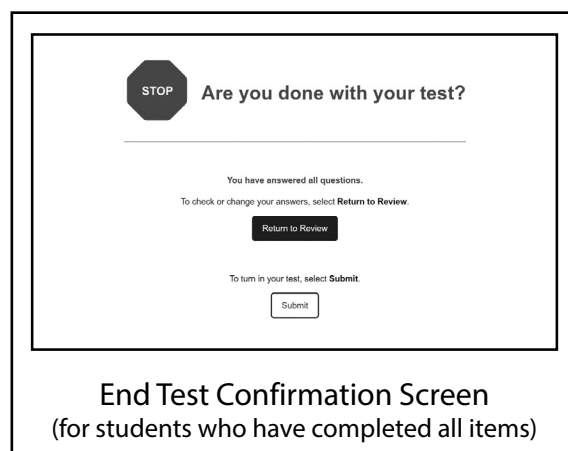 STOP
Are you done with your test?
You have answered all questions.
To check or change your answers, select Return to Review.
Return to Review
To turn in your test, select Submit.
Submit
End Test Confirmation Screen
(for students who have completed all items)